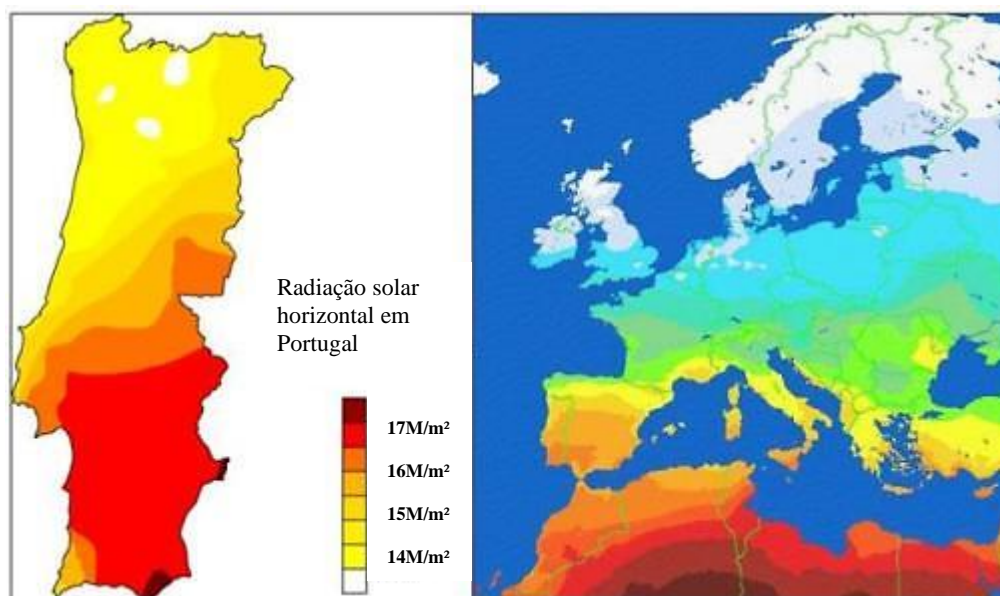 Radiação solar
horizontal em
Portugal
17M/m²
16M/m²
15M/m²
14M/m²